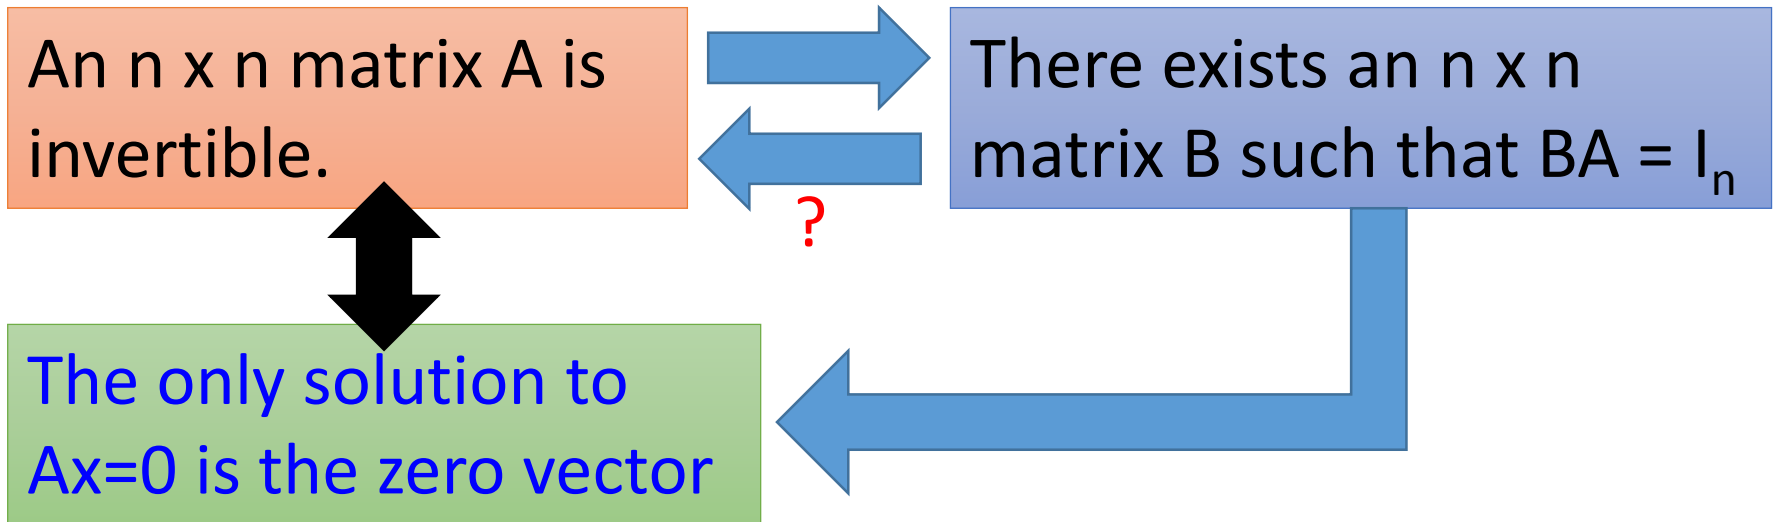 An n x n matrix A is
invertible.
There exists an n x n
matrix B such that BA = Iₙ
?
The only solution to
Ax=0 is the zero vector